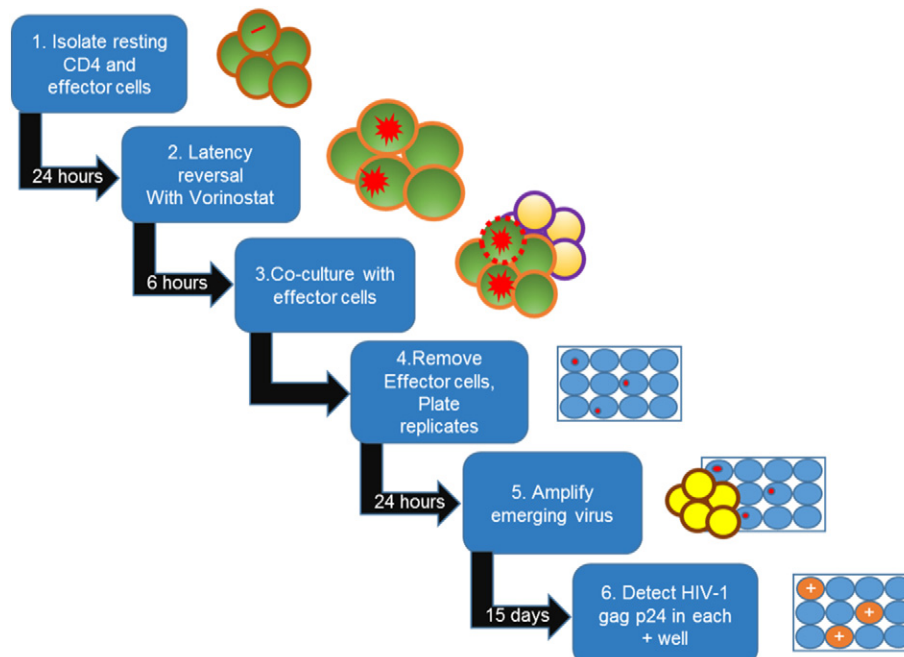 1. Isolate resting
CD4 and
effector cells
24 hours
2. Latency
reversal
With Vorinostat
6 hours
3.Co-culture with
effector cells
4.Remove
Effector cells,
Plate
replicates
24 hours
5. Amplify
emerging virus
15 days
6. Detect HIV-1
gag p24 in each
+ well
+
+
+